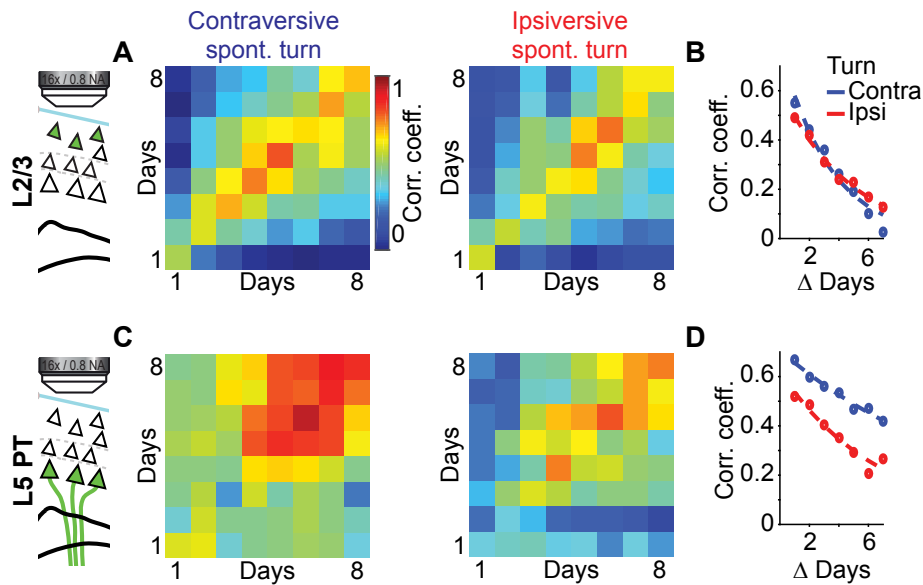 Contraversive
spont. turn
Ipsiversive
spont. turn
A
B
16x / 0.8 NA
L2/3
8
Days
1
1
Days
8
1
Corr. coeff.
0
8
Days
1
1
Days
8
Turn
Contra
Ipsi
0.6
0.4
0.2
0
Corr. coeff.
2
6
Δ Days
C
D
16x / 0.8 NA
L5 PT
8
Days
1
1
Days
8
8
Days
1
1
Days
8
0.6
0.4
0.2
0
Corr. coeff.
2
6
Δ Days